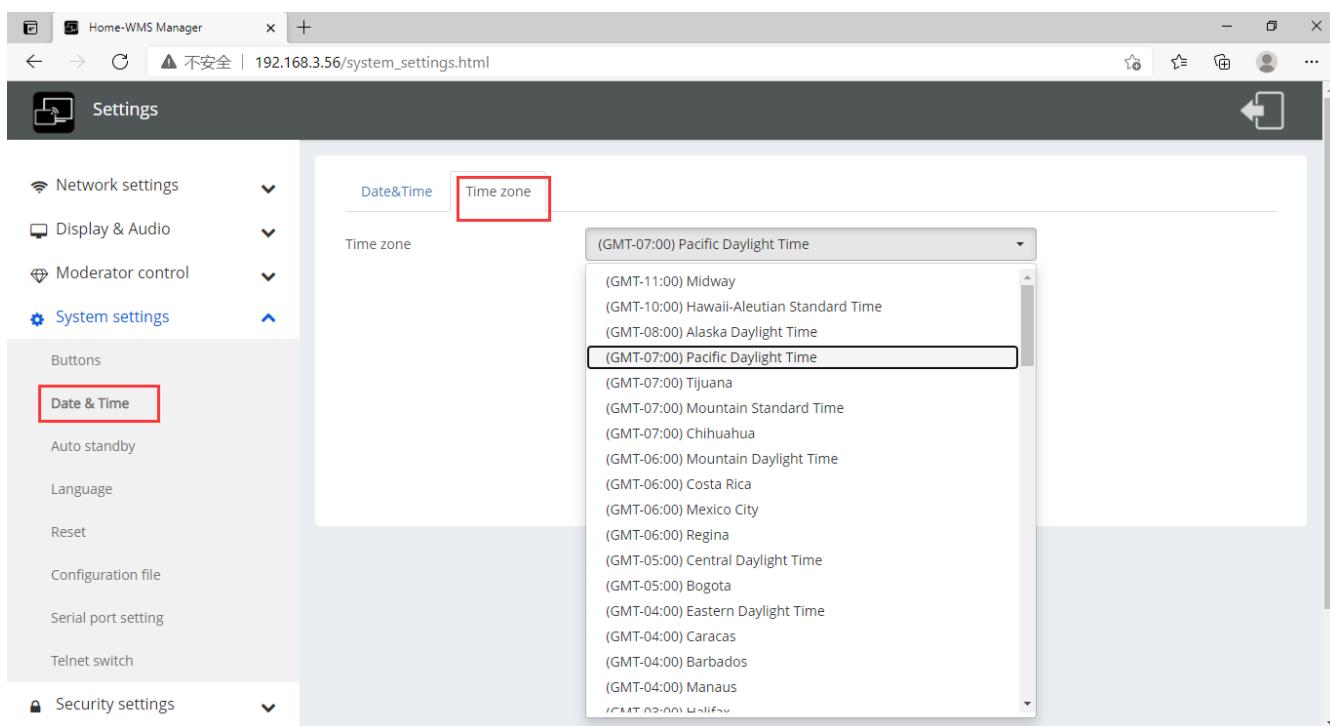 Home-WMS Manager
不安全 | 192.168.3.56/system_settings.html
Settings
Network settings
Display & Audio
Moderator control
System settings
Buttons
Date & Time
Auto standby
Language
Reset
Configuration file
Serial port setting
Telnet switch
Security settings
Date&Time Time zone
Time zone (GMT-07:00) Pacific Daylight Time
(GMT-11:00) Midway
(GMT-10:00) Hawaii-Aleutian Standard Time
(GMT-08:00) Alaska Daylight Time
(GMT-07:00) Pacific Daylight Time
(GMT-07:00) Tijuana
(GMT-07:00) Mountain Standard Time
(GMT-07:00) Chihuahua
(GMT-06:00) Mountain Daylight Time
(GMT-06:00) Costa Rica
(GMT-06:00) Mexico City
(GMT-06:00) Regina
(GMT-05:00) Central Daylight Time
(GMT-05:00) Bogota
(GMT-04:00) Eastern Daylight Time
(GMT-04:00) Caracas
(GMT-04:00) Barbados
(GMT-04:00) Manaus
(GMT-03:00) Halifax